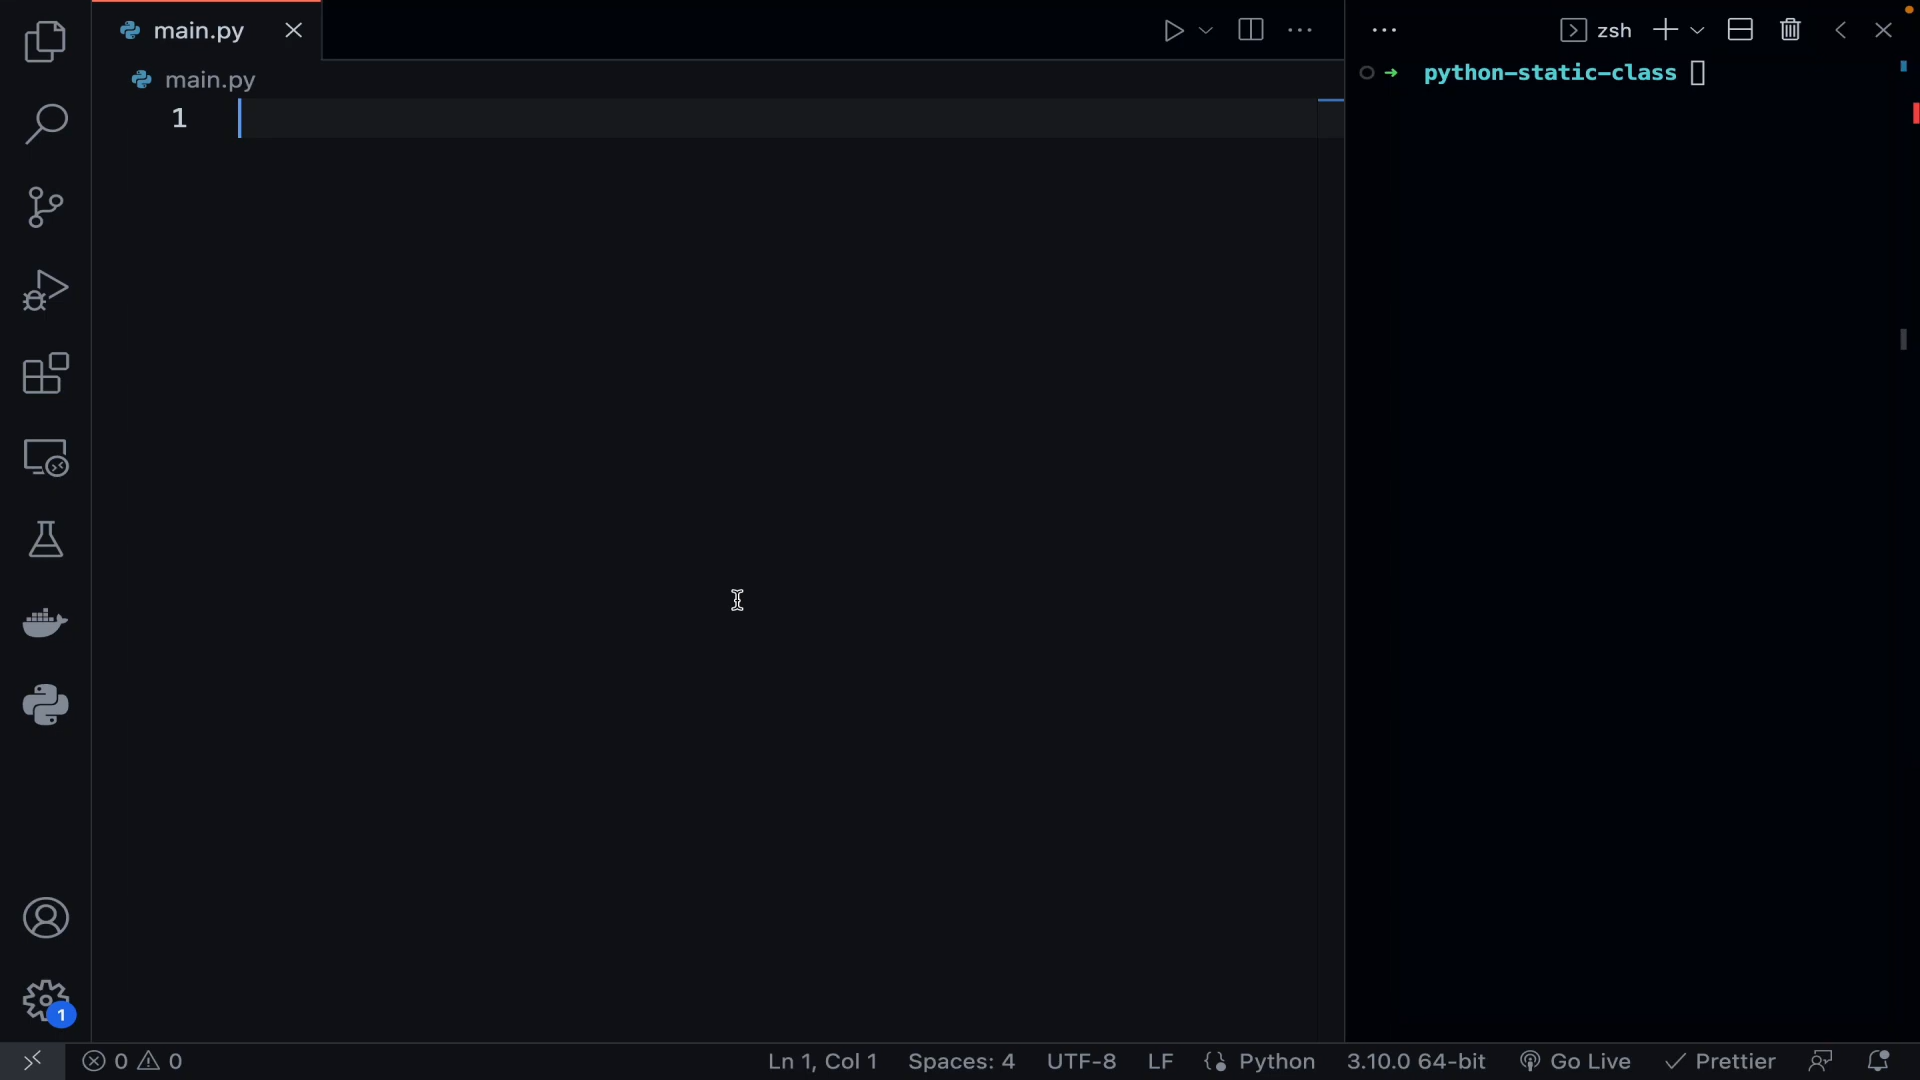 main.py
zsh
main.py
python-static-class
1
1
0 0
Ln 1, Col 1
Spaces: 4
UTF-8
LF
Python
3.10.0 64-bit
Go Live
Prettier